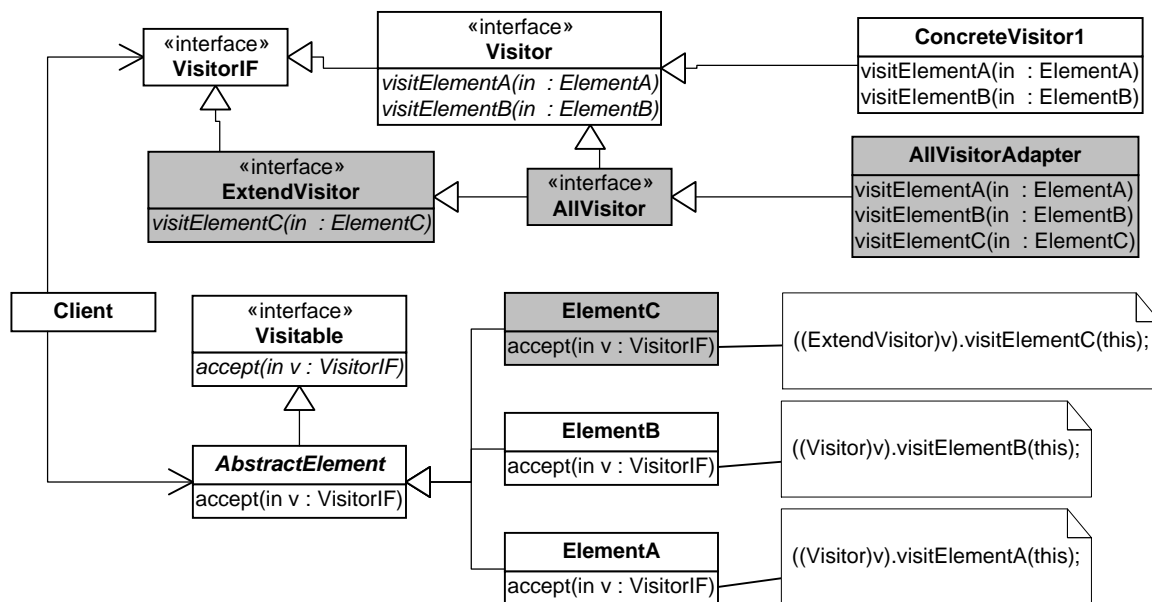 «interface»
VisitorIF
«interface»
Visitor
visitElementA(in : ElementA)
visitElementB(in : ElementB)
ConcreteVisitor1
visitElementA(in : ElementA)
visitElementB(in : ElementB)
«interface»
ExtendVisitor
visitElementC(in : ElementC)
«interface»
AllVisitor
AllVisitorAdapter
visitElementA(in : ElementA)
visitElementB(in : ElementB)
visitElementC(in : ElementC)
Client
«interface»
Visitable
accept(in v : VisitorIF)
ElementC
accept(in v : VisitorIF)
((ExtendVisitor)v).visitElementC(this);
AbstractElement
accept(in v : VisitorIF)
ElementB
accept(in v : VisitorIF)
((Visitor)v).visitElementB(this);
ElementA
accept(in v : VisitorIF)
((Visitor)v).visitElementA(this);